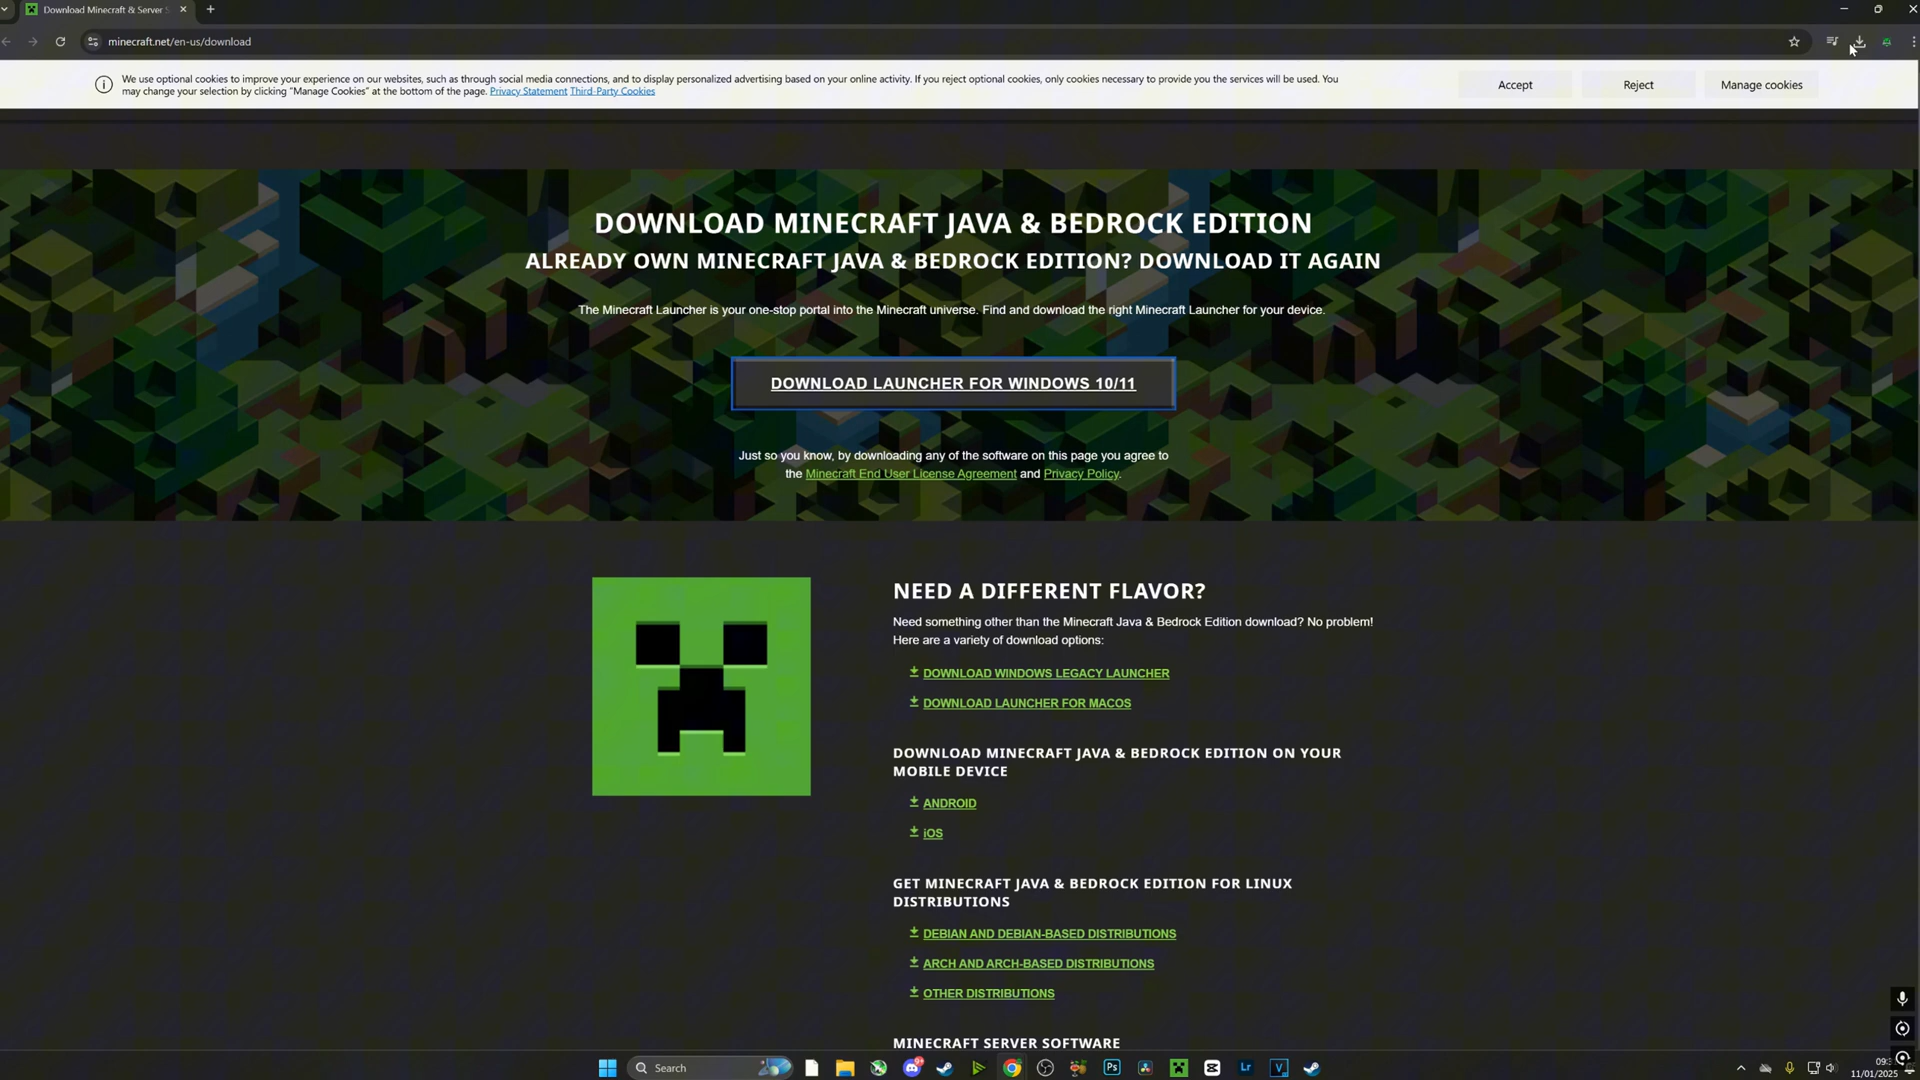 Download Minecraft & Server
minecraft.net/en-us/download
We use optional cookies to improve your experience on our websites, such as through social media connections, and to display personalized advertising based on your online activity. If you reject optional cookies, only cookies necessary to provide you the services will be used. You
may change your selection by clicking "Manage Cookies" at the bottom of the page. Privacy Statement Third-Party Cookies
Accept
Reject
Manage cookies
DOWNLOAD MINECRAFT JAVA & BEDROCK EDITION
ALREADY OWN MINECRAFT JAVA & BEDROCK EDITION? DOWNLOAD IT AGAIN
The Minecraft Launcher is your one-stop portal into the Minecraft universe. Find and download the right Minecraft Launcher for your device.
DOWNLOAD LAUNCHER FOR WINDOWS 10/11
Just so you know, by downloading any of the software on this page you agree to
the Minecraft End User License Agreement and Privacy Policy.
NEED A DIFFERENT FLAVOR?
Need something other than the Minecraft Java & Bedrock Edition download? No problem!
Here are a variety of download options:
DOWNLOAD WINDOWS LEGACY LAUNCHER
DOWNLOAD LAUNCHER FOR MACOS
DOWNLOAD MINECRAFT JAVA & BEDROCK EDITION ON YOUR
MOBILE DEVICE
ANDROID
iOS
GET MINECRAFT JAVA & BEDROCK EDITION FOR LINUX
DISTRIBUTIONS
DEBIAN AND DEBIAN-BASED DISTRIBUTIONS
ARCH AND ARCH-BASED DISTRIBUTIONS
OTHER DISTRIBUTIONS
MINECRAFT SERVER SOFTWARE
Search
9+
Ps
Lr
V
11/01/2025